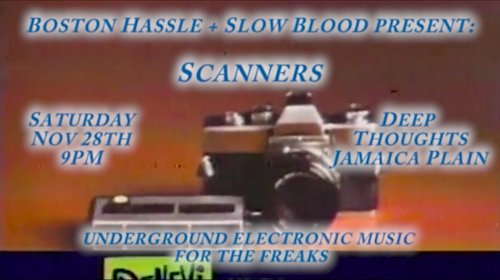 BOSTON HASSLE + SLOW BLOOD PRESENT:
SCANNERS
SATURDAY
NOV 28TH
9PM
DEEP
THOUGHTS
JAMAICA PLAIN
UNDERGROUND ELECTRONIC MUSIC
FOR THE FREAKS